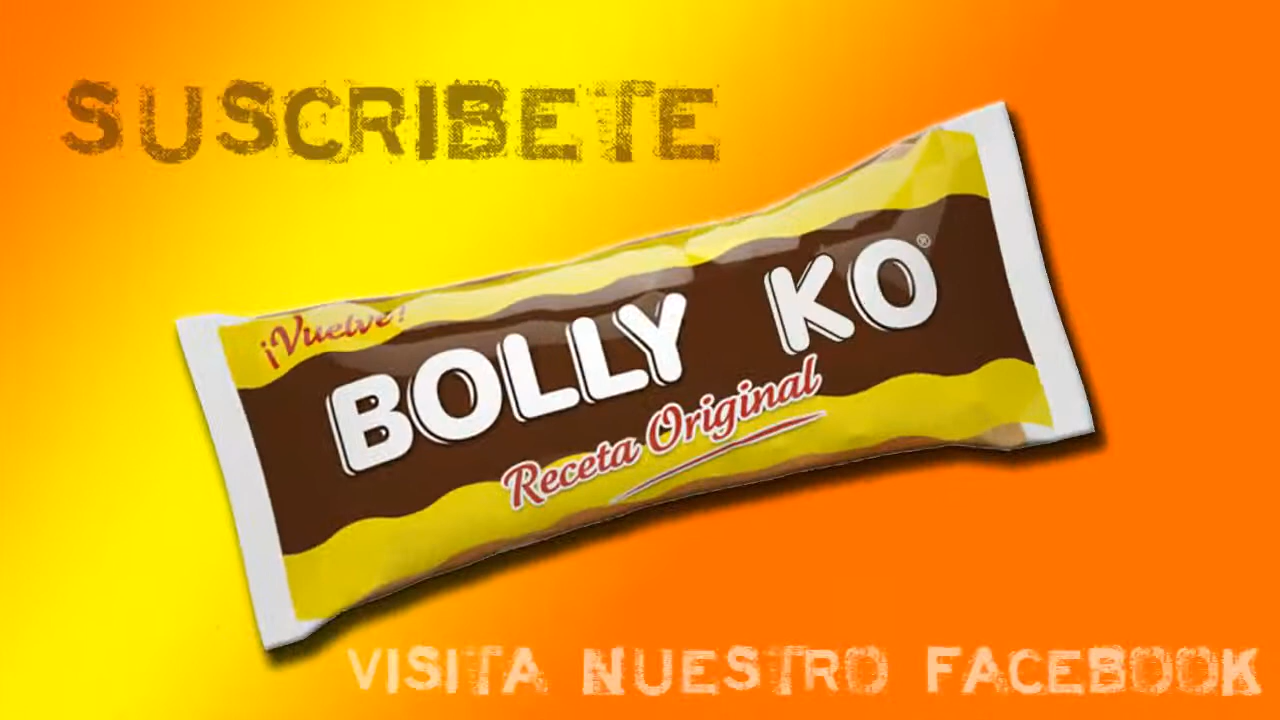 SUSCRIBETE
¡Vuelve!
BOLLY KO®
Receta Original
VISITA NUESTRO FACEBOOK